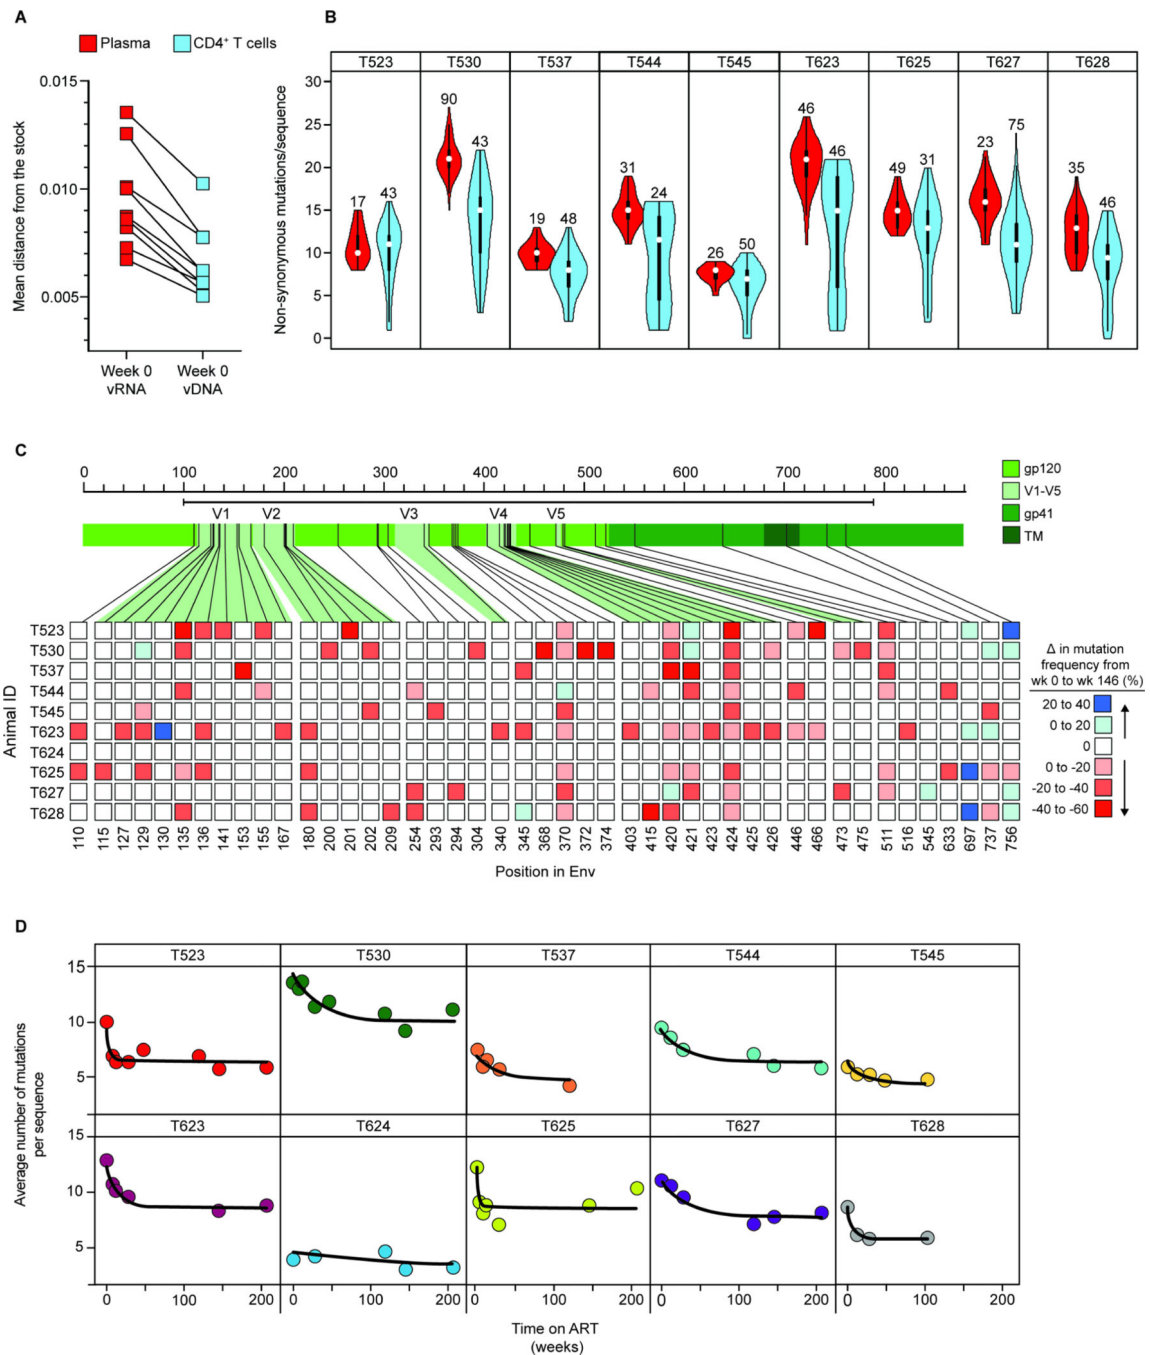 A
Plasma
CD4+ T cells
Mean distance from the stock
0.015
0.010
0.005
Week 0
vRNA
Week 0
vDNA
B
Non-synonymous mutations/sequence
T523 T530 T537 T544 T545 T623 T625 T627 T628
30
25
20
15
10
5
0
17 43
90 43
19 48
31 24
26 50
46 46
49 31
23 75
35 46
C
0 100 200 300 400 500 600 700 800
V1 V2 V3 V4 V5
gp120
V1-V5
gp41
TM
Animal ID
T523
T530
T537
T544
T545
T623
T624
T625
T627
T628
110 115 127 129 130 135 136 141 153 155 167 180 200 201 202 209 254 293 294 304 340 345 368 370 372 374 403 415 420 421 423 424 425 426 446 466 473 475 511 516 545 633 697 737 756
Position in Env
Δ in mutation
frequency from
wk 0 to wk 146 (%)
20 to 40
0 to 20
0
0 to -20
-20 to -40
-40 to -60
D
Average number of mutations
per sequence
T523 T530 T537 T544 T545
15
10
5
T623 T624 T625 T627 T628
15
10
5
0 100 200 0 100 200 0 100 200 0 100 200 0 100 200
Time on ART
(weeks)